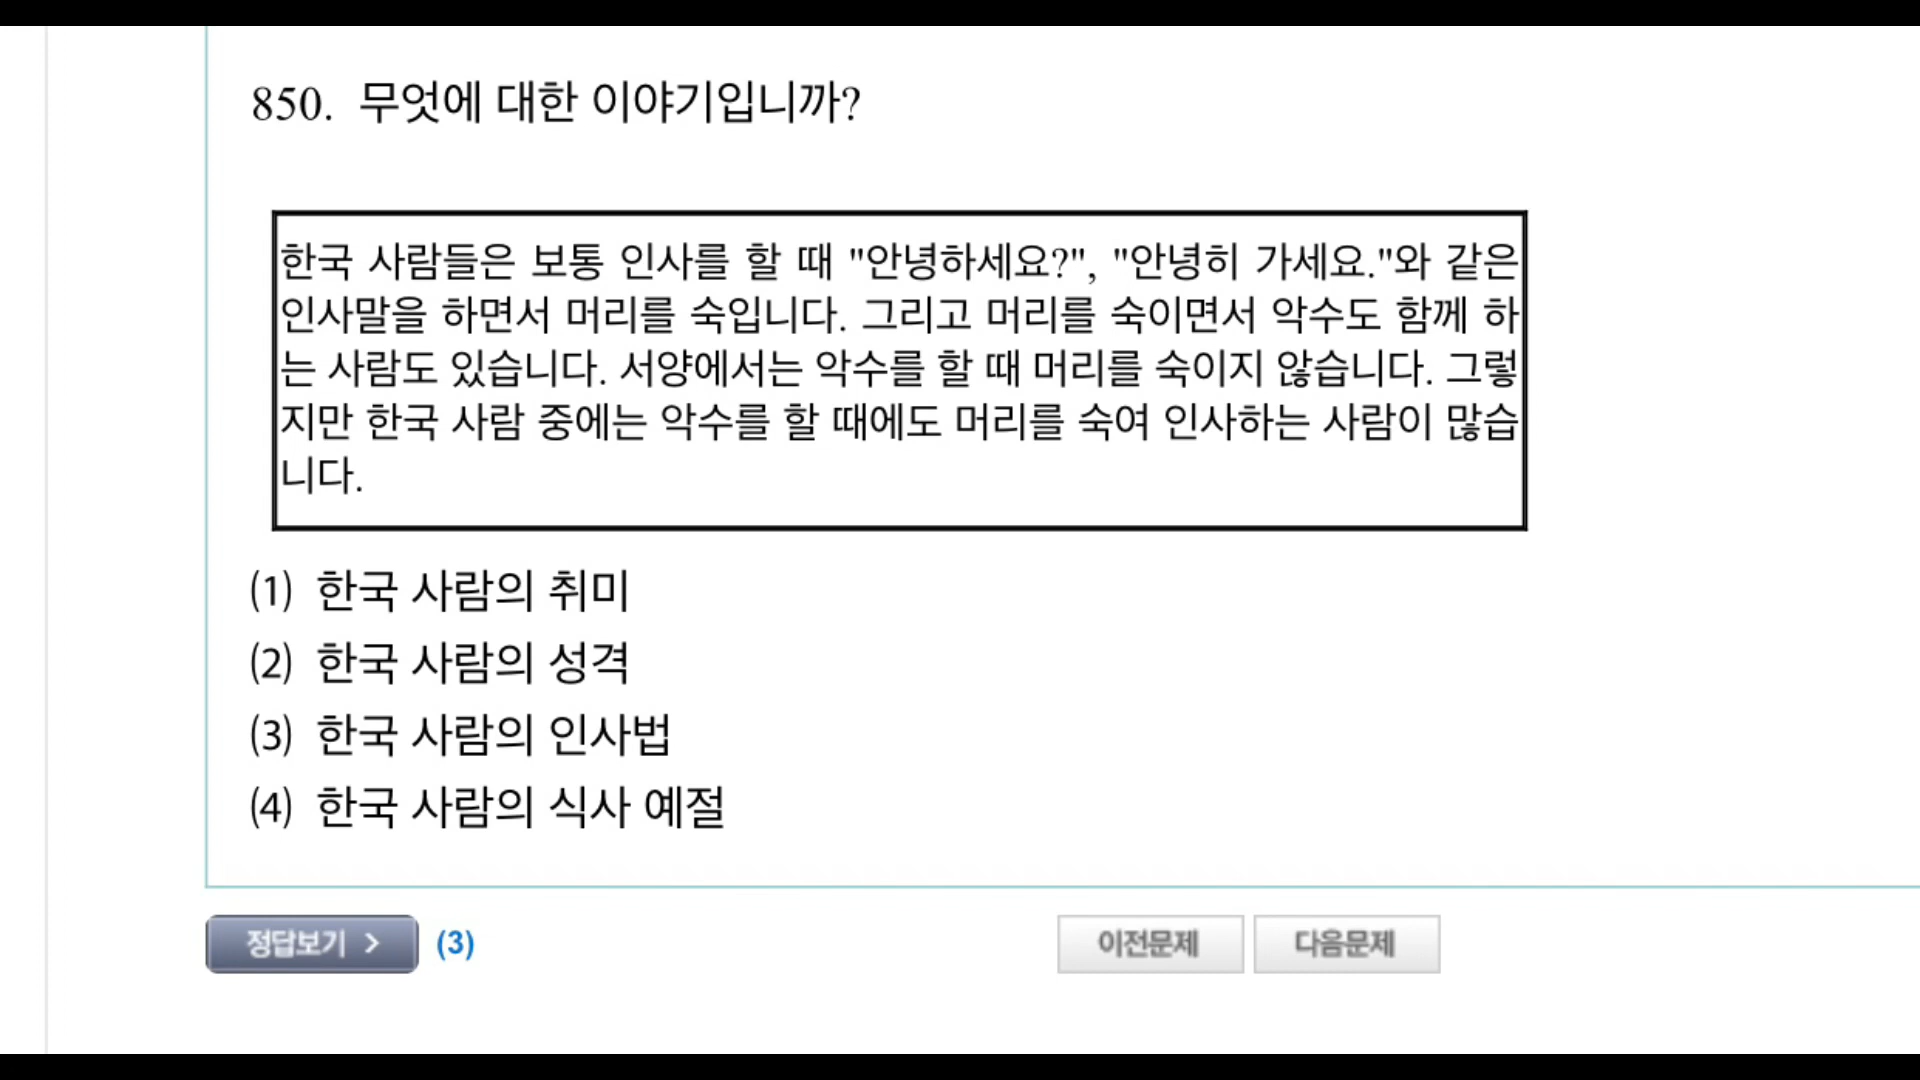 850. 무엇에 대한 이야기입니까?
한국 사람들은 보통 인사를 할 때 "안녕하세요?", "안녕히 가세요."와 같은
인사말을 하면서 머리를 숙입니다. 그리고 머리를 숙이면서 악수도 함께 하
는 사람도 있습니다. 서양에서는 악수를 할 때 머리를 숙이지 않습니다. 그렇
지만 한국 사람 중에는 악수를 할 때에도 머리를 숙여 인사하는 사람이 많습
니다.
(1) 한국 사람의 취미
(2) 한국 사람의 성격
(3) 한국 사람의 인사법
(4) 한국 사람의 식사 예절
정답보기 > (3)
이전문제 다음문제